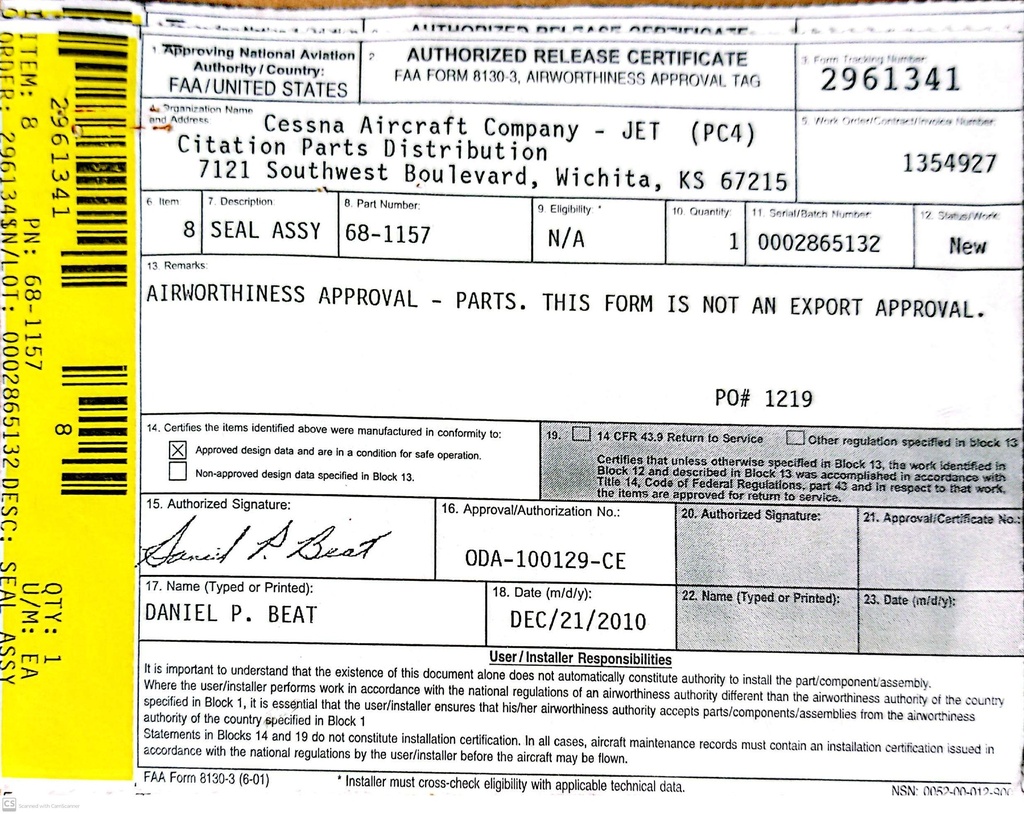 AUTHORIZED RELEASE CERTIFICATE
1. Approving National Aviation
Authority / Country:
FAA/UNITED STATES
2
AUTHORIZED RELEASE CERTIFICATE
FAA FORM 8130-3, AIRWORTHINESS APPROVAL TAG
3. Form Tracking Number:
2961341
4. Organization Name
and Address:
Cessna Aircraft Company - JET (PC4)
Citation Parts Distribution
7121 Southwest Boulevard, Wichita, KS 67215
5. Work Order/Contract/Invoice Number:
1354927
6 Item
8
7. Description
SEAL ASSY
8. Part Number:
68-1157
9 Eligibility: *
N/A
10. Quantity:
1
11. Serial/Batch Number
0002865132
12. Status/Work:
New
13. Remarks:
AIRWORTHINESS APPROVAL - PARTS. THIS FORM IS NOT AN EXPORT APPROVAL.
PO# 1219
14. Certifies the items identified above were manufactured in conformity to:
Approved design data and are in a condition for safe operation.
Non-approved design data specified in Block 13.
19. 14 CFR 43.9 Return to Service Other regulation specified in block 13
Certifies that unless otherwise specified in Block 13, the work identified in
Block 12 and described in Block 13 was accomplished in accordance with
Title 14, Code of Federal Regulations, part 43 and in respect to that work,
the items are approved for return to service.
15. Authorized Signature:
Daniel P. Beat
16. Approval/Authorization No.:
ODA-100129-CE
20. Authorized Signature:
21. Approval/Certificate No.:
17. Name (Typed or Printed):
DANIEL P. BEAT
18. Date (m/d/y):
DEC/21/2010
22. Name (Typed or Printed):
23. Date (m/d/y):
User / Installer Responsibilities
It is important to understand that the existence of this document alone does not automatically constitute authority to install the part/component/assembly.
Where the user/installer performs work in accordance with the national regulations of an airworthiness authority different than the airworthiness authority of the country
specified in Block 1, it is essential that the user/installer ensures that his/her airworthiness authority accepts parts/components/assemblies from the airworthiness
authority of the country specified in Block 1
Statements in Blocks 14 and 19 do not constitute installation certification. In all cases, aircraft maintenance records must contain an installation certification issued in
accordance with the national regulations by the user/installer before the aircraft may be flown.
FAA Form 8130-3 (6-01)
* Installer must cross-check eligibility with applicable technical data.
NSN: 0052-00-012-
2961341
8
QTY: 1
ITEM: 8 PN: 68-1157 U/M: EA
ORDER: 2961341 SN/LOT: 0002865132 DESC: SEAL ASSY
CS Scanned with CamScanner